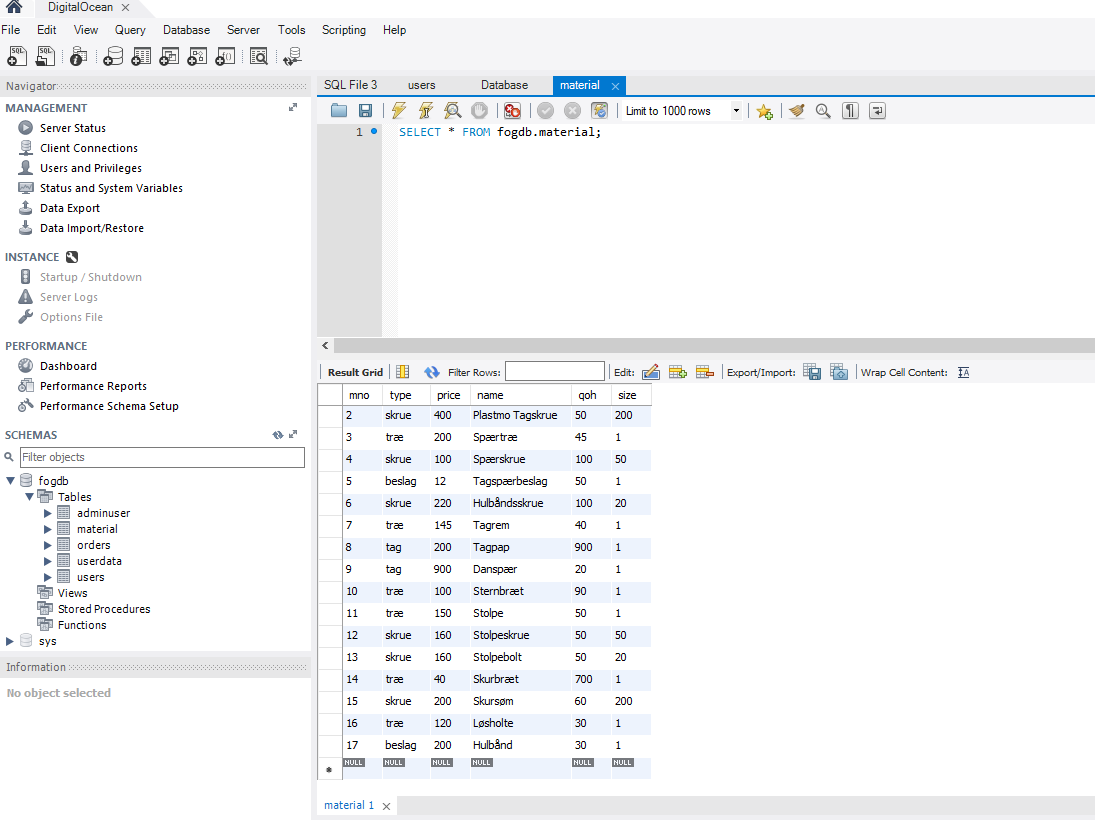 DigitalOcean
File Edit View Query Database Server Tools Scripting Help
Navigator
MANAGEMENT
Server Status
Client Connections
Users and Privileges
Status and System Variables
Data Export
Data Import/Restore
INSTANCE
Startup / Shutdown
Server Logs
Options File
PERFORMANCE
Dashboard
Performance Reports
Performance Schema Setup
SCHEMAS
Filter objects
fogdb
Tables
adminuser
material
orders
userdata
users
Views
Stored Procedures
Functions
sys
Information
No object selected
SQL File 3 users Database material
Limit to 1000 rows
1 SELECT * FROM fogdb.material;
Result Grid Filter Rows: Edit: Export/Import: Wrap Cell Content:
mno type price name qoh size
2 skrue 400 Plastmo Tagskrue 50 200
3 træ 200 Spærtræ 45 1
4 skrue 100 Spærskrue 100 50
5 beslag 12 Tagspærbeslag 50 1
6 skrue 220 Hulbåndsskrue 100 20
7 træ 145 Tagrem 40 1
8 tag 200 Tagpap 900 1
9 tag 900 Danspær 20 1
10 træ 100 Sternbræt 90 1
11 træ 150 Stolpe 50 1
12 skrue 160 Stolpeskrue 50 50
13 skrue 160 Stolpebolt 50 20
14 træ 40 Skurbræt 700 1
15 skrue 200 Skursøm 60 200
16 træ 120 Løsholte 30 1
17 beslag 200 Hulbånd 30 1
NULL NULL NULL NULL NULL NULL
material 1